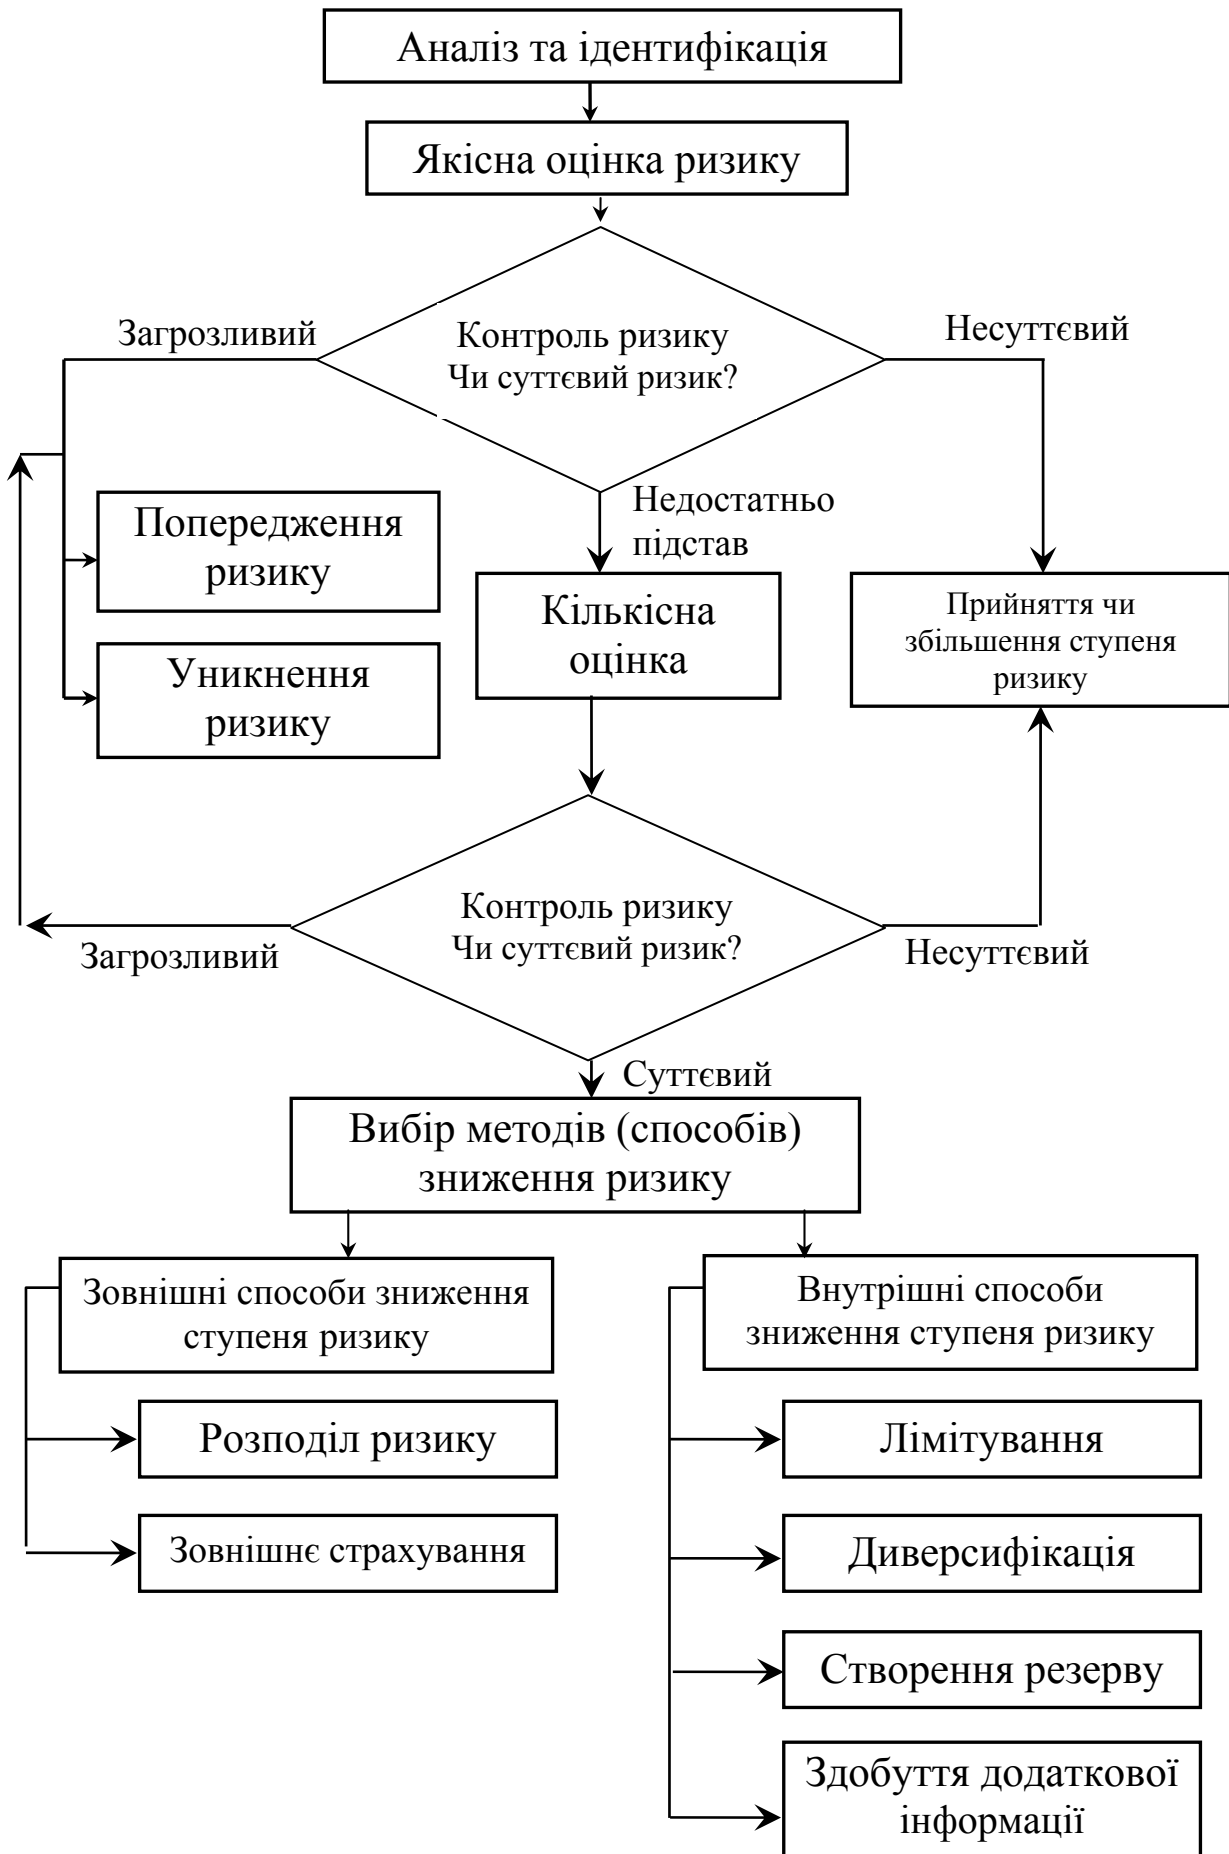 Аналіз та ідентифікація
Якісна оцінка ризику
Загрозливий
Контроль ризику
Чи суттєвий ризик?
Несуттєвий
Недостатньо
підстав
Попередження
ризику
Кількісна
оцінка
Прийняття чи
збільшення ступеня
ризику
Уникнення
ризику
Загрозливий
Контроль ризику
Чи суттєвий ризик?
Несуттєвий
Суттєвий
Вибір методів (способів)
зниження ризику
Зовнішні способи зниження
ступеня ризику
Розподіл ризику
Зовнішнє страхування
Внутрішні способи
зниження ступеня ризику
Лімітування
Диверсифікація
Створення резерву
Здобуття додаткової
інформації